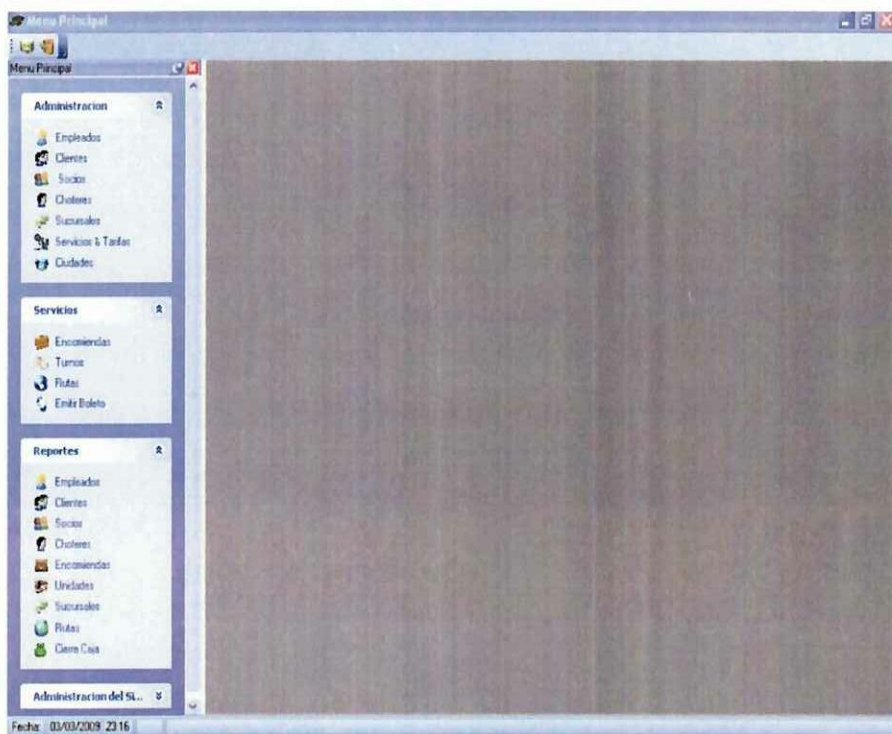 Menu Principal
Menu Principal
Administracion
Empleados
Clientes
Socios
Choferes
Sucursales
Servicios & Tarifas
Ciudades
Servicios
Encomiendas
Turnos
Rutas
Emitir Boleto
Reportes
Empleados
Clientes
Socios
Choferes
Encomiendas
Unidades
Sucursales
Rutas
Cierre Caja
Administracion del Si...
Fecha: 03/03/2009 23:16